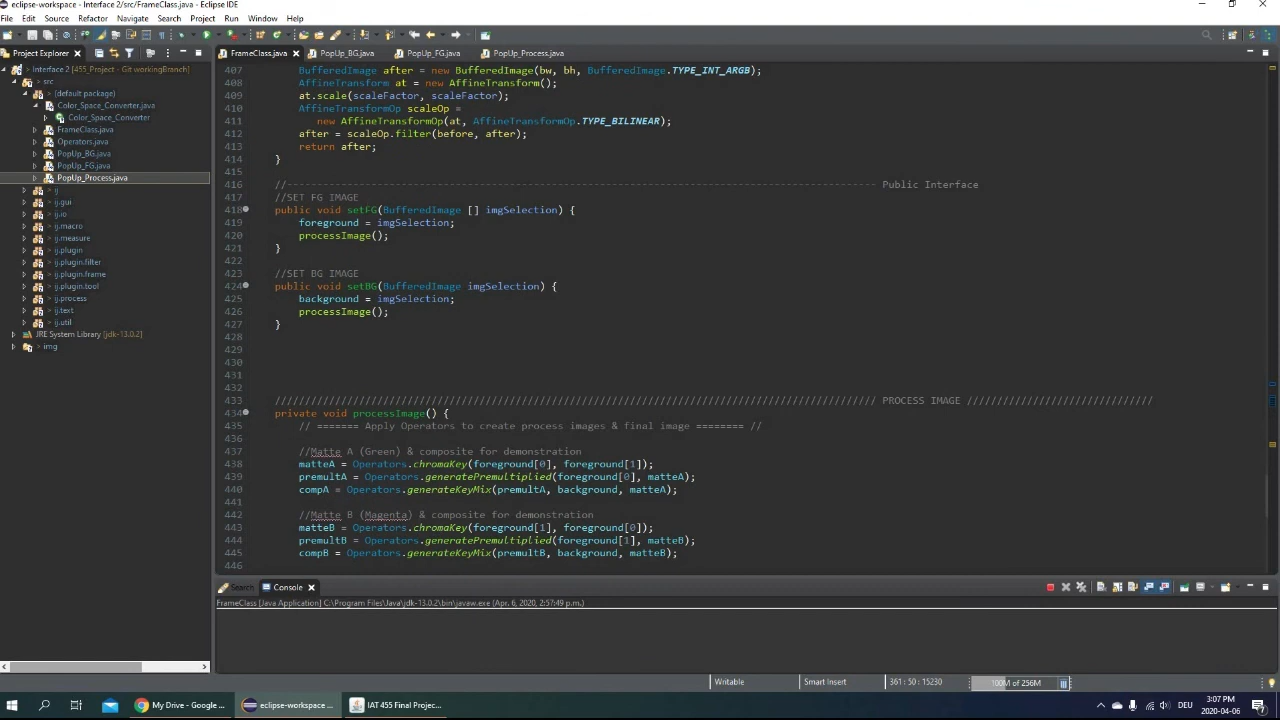 eclipse-workspace - Interface 2/src/FrameClass.java - Eclipse IDE
File Edit Source Refactor Navigate Search Project Run Window Help
Project Explorer
FrameClass.java PopUp_BG.java PopUp_FG.java PopUp_Process.java
> Interface 2 [455_Project - Git workingBranch]
> src
> (default package)
> Color_Space_Converter.java
> Color_Space_Converter
> FrameClass.java
> Operators.java
> PopUp_BG.java
> PopUp_FG.java
> PopUp_Process.java
> ij
> ij.gui
> ij.io
> ij.macro
> ij.measure
> ij.plugin
> ij.plugin.filter
> ij.plugin.frame
> ij.plugin.tool
> ij.process
> ij.text
> ij.util
JRE System Library [jdk-13.0.2]
> img
407 BufferedImage after = new BufferedImage(bw, bh, BufferedImage.TYPE_INT_ARGB);
408 AffineTransform at = new AffineTransform();
409 at.scale(scaleFactor, scaleFactor);
410 AffineTransformOp scaleOp =
411 new AffineTransformOp(at, AffineTransformOp.TYPE_BILINEAR);
412 after = scaleOp.filter(before, after);
413 return after;
414 }
415
416 //--------------------------------------------------------------------------------------------------- Public Interface
417 //SET FG IMAGE
418 public void setFG(BufferedImage [] imgSelection) {
419 foreground = imgSelection;
420 processImage();
421 }
422
423 //SET BG IMAGE
424 public void setBG(BufferedImage imgSelection) {
425 background = imgSelection;
426 processImage();
427 }
428
429
430
431
432
433 //////////////////////////////////////////////////////////////////////////////////////////////////// PROCESS IMAGE ///////////////////////////////
434 private void processImage() {
435 // ======= Apply Operators to create process images & final image ======== //
436
437 //Matte A (Green) & composite for demonstration
438 matteA = Operators.chromaKey(foreground[0], foreground[1]);
439 premultA = Operators.generatePremultiplied(foreground[0], matteA);
440 compA = Operators.generateKeyMix(premultA, background, matteA);
441
442 //Matte B (Magenta) & composite for demonstration
443 matteB = Operators.chromaKey(foreground[1], foreground[0]);
444 premultB = Operators.generatePremultiplied(foreground[1], matteB);
445 compB = Operators.generateKeyMix(premultB, background, matteB);
446
Search Console
FrameClass [Java Application] C:\Program Files\Java\jdk-13.0.2\bin\javaw.exe (Apr. 6, 2020, 2:57:49 p.m.)
Writable Smart Insert 361 : 50 : 15230 100M of 256M
My Drive - Google ... eclipse-workspace ... IAT 455 Final Projec... DEU 3:07 PM
2020-04-06